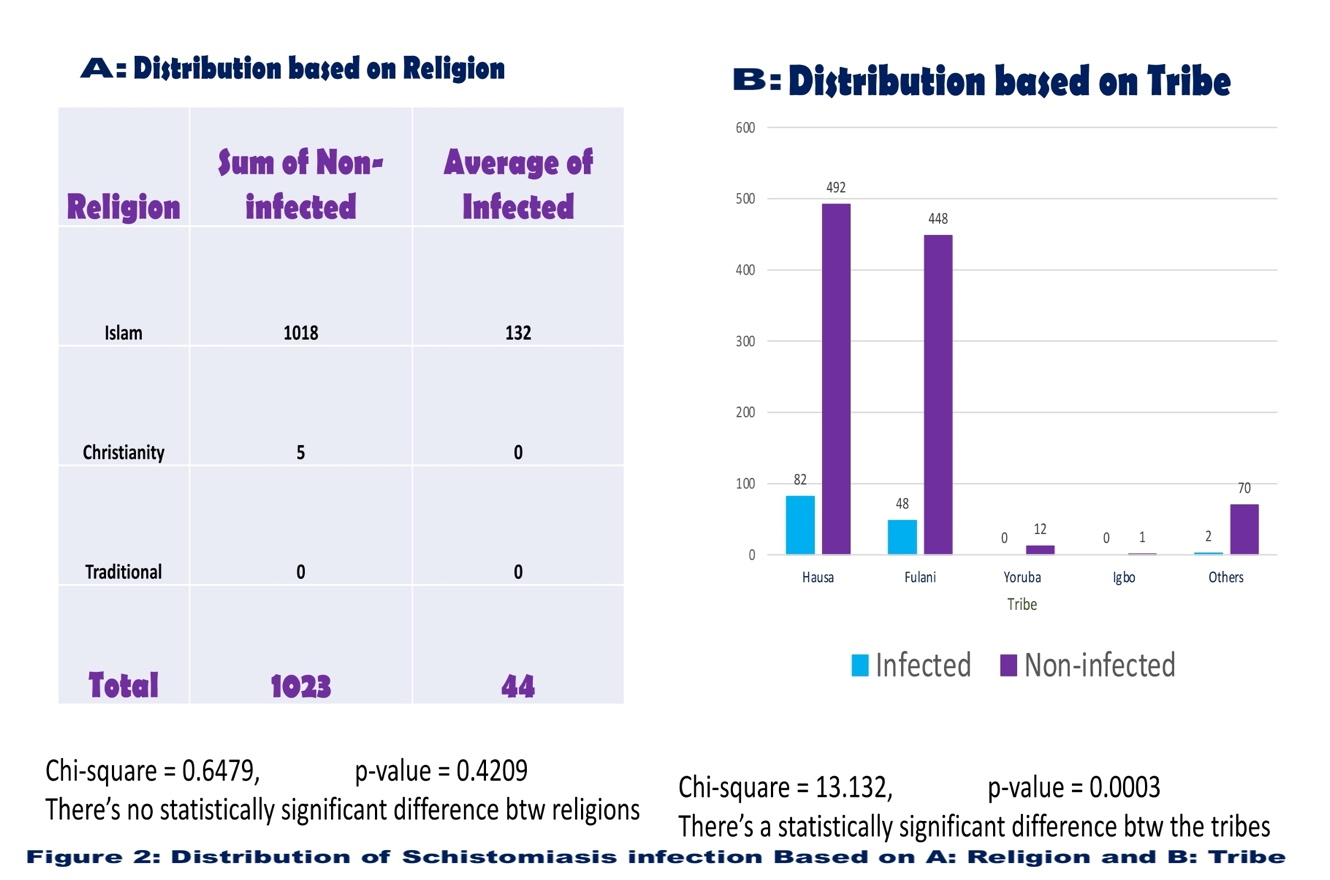 A: Distribution based on Religion
Religion Sum of Non-infected Average of Infected
Islam 1018 132
Christianity 5 0
Traditional 0 0
Total 1023 44
Chi-square = 0.6479, p-value = 0.4209
There’s no statistically significant difference btw religions
B: Distribution based on Tribe
600
500
400
300
200
100
0
82 492
48 448
0 12
0 1
2 70
Hausa Fulani Yoruba Igbo Others
Tribe
Infected Non-infected
Chi-square = 13.132, p-value = 0.0003
There’s a statistically significant difference btw the tribes
Figure 2: Distribution of Schistomiasis infection Based on A: Religion and B: Tribe